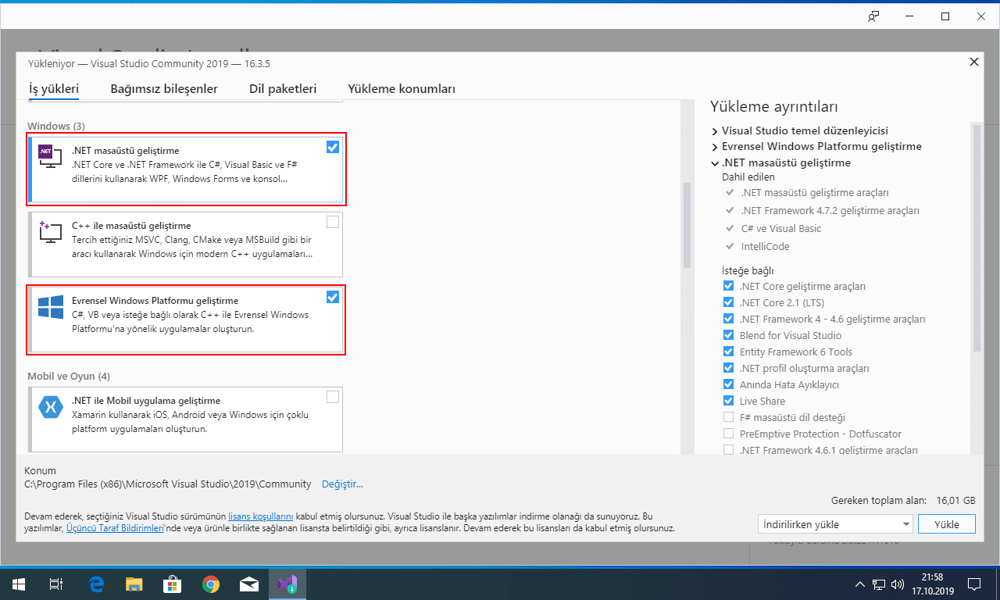 Yükleniyor — Visual Studio Community 2019 — 16.3.5
İş yükleri
Bağımsız bileşenler
Dil paketleri
Yükleme konumları
Windows (3)
.NET
.NET masaüstü geliştirme
.NET Core ve .NET Framework ile C#, Visual Basic ve F#
dillerini kullanarak WPF, Windows Forms ve konsol...
C++ ile masaüstü geliştirme
Tercih ettiğiniz MSVC, Clang, CMake veya MSBuild gibi bir
aracı kullanarak Windows için modern C++ uygulamaları...
Evrensel Windows Platformu geliştirme
C#, VB veya isteğe bağlı olarak C++ ile Evrensel Windows
Platformu'na yönelik uygulamalar oluşturun.
Mobil ve Oyun (4)
.NET ile Mobil uygulama geliştirme
Xamarin kullanarak iOS, Android veya Windows için çoklu
platform uygulamaları oluşturun.
Yükleme ayrıntıları
Visual Studio temel düzenleyicisi
Evrensel Windows Platformu geliştirme
.NET masaüstü geliştirme
Dahil edilen
.NET masaüstü geliştirme araçları
.NET Framework 4.7.2 geliştirme araçları
C# ve Visual Basic
IntelliCode
İsteğe bağlı
.NET Core geliştirme araçları
.NET Core 2.1 (LTS)
.NET Framework 4 - 4.6 geliştirme araçları
Blend for Visual Studio
Entity Framework 6 Tools
.NET profil oluşturma araçları
Anında Hata Ayıklayıcı
Live Share
F# masaüstü dil desteği
PreEmptive Protection - Dotfuscator
.NET Framework 4.6.1 geliştirme araçları
Konum
C:\Program Files (x86)\Microsoft Visual Studio\2019\Community Değiştir...
Gereken toplam alan: 16,01 GB
Devam ederek, seçtiğiniz Visual Studio sürümünün lisans koşullarını kabul etmiş olursunuz. Visual Studio ile başka yazılımlar indirme olanağı da sunuyoruz. Bu
yazılımlar, Üçüncü Taraf Bildirimleri'nde veya ürünle birlikte sağlanan lisansta belirtildiği gibi, ayrıca lisanslanır. Devam ederek bu lisansları da kabul etmiş olursunuz.
İndirilirken yükle
Yükle
21:58
17.10.2019